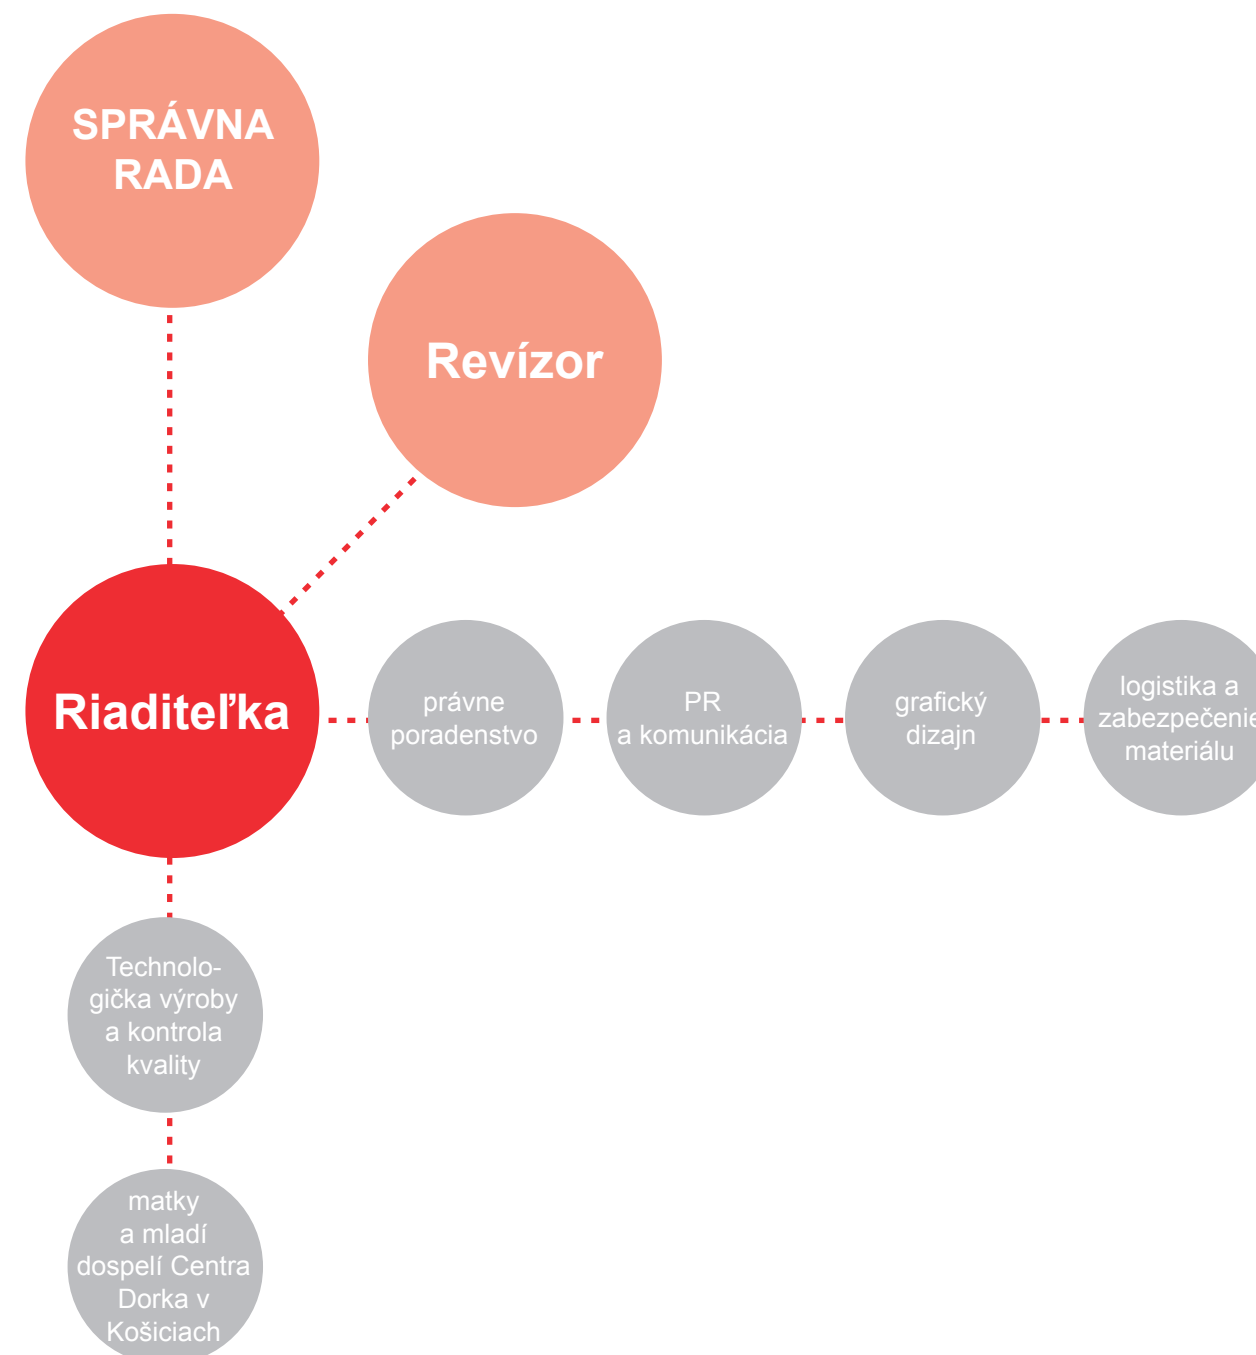 SPRÁVNA
RADA
Revízor
Riaditeľka
právne
poradenstvo
PR
a komunikácia
grafický
dizajn
logistika a
zabezpečenie
materiálu
Technolo-
gička výroby
a kontrola
kvality
matky
a mladí
dospelí Centra
Dorka v
Košiciach